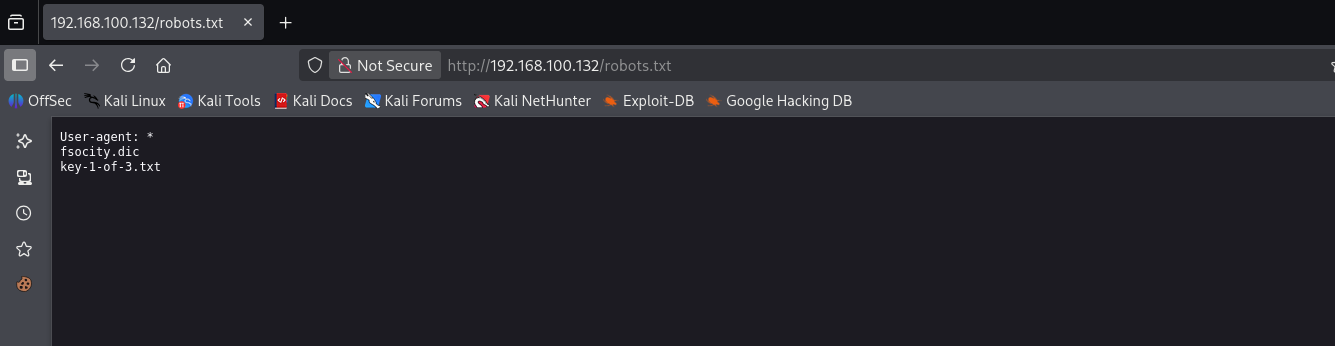 192.168.100.132/robots.txt
Not Secure http://192.168.100.132/robots.txt
OffSec Kali Linux Kali Tools Kali Docs Kali Forums Kali NetHunter Exploit-DB Google Hacking DB
User-agent: *
fsocity.dic
key-1-of-3.txt